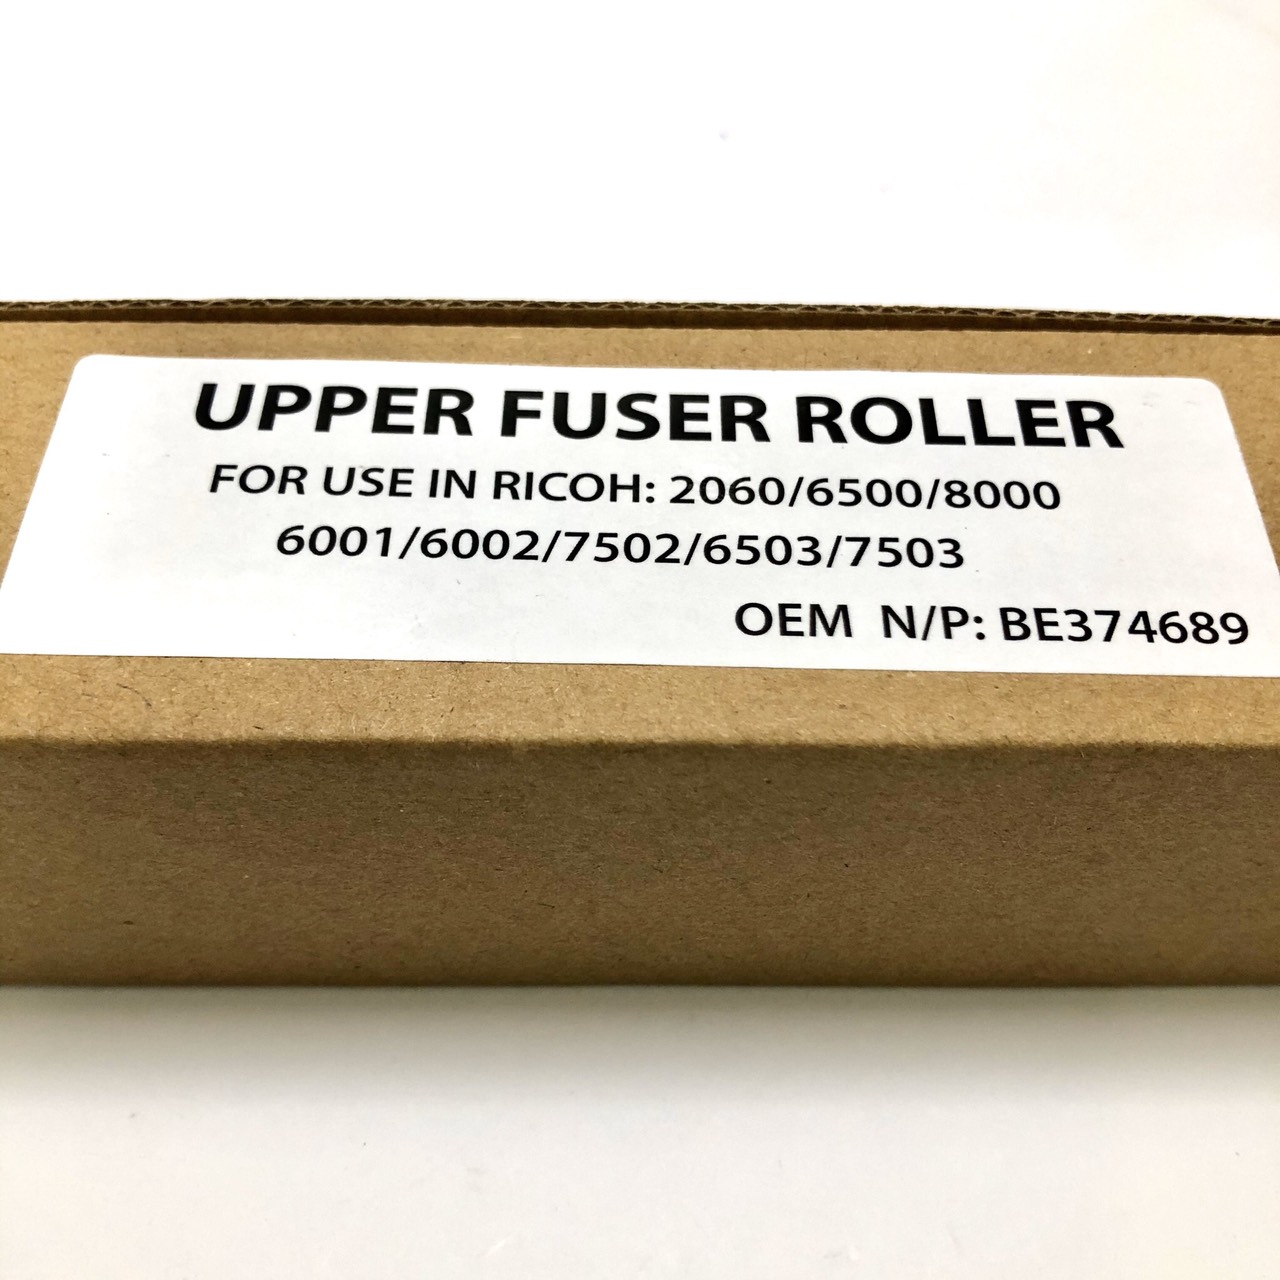 UPPER FUSER ROLLER
FOR USE IN RICOH: 2060/6500/8000
6001/6002/7502/6503/7503
OEM N/P: BE374689